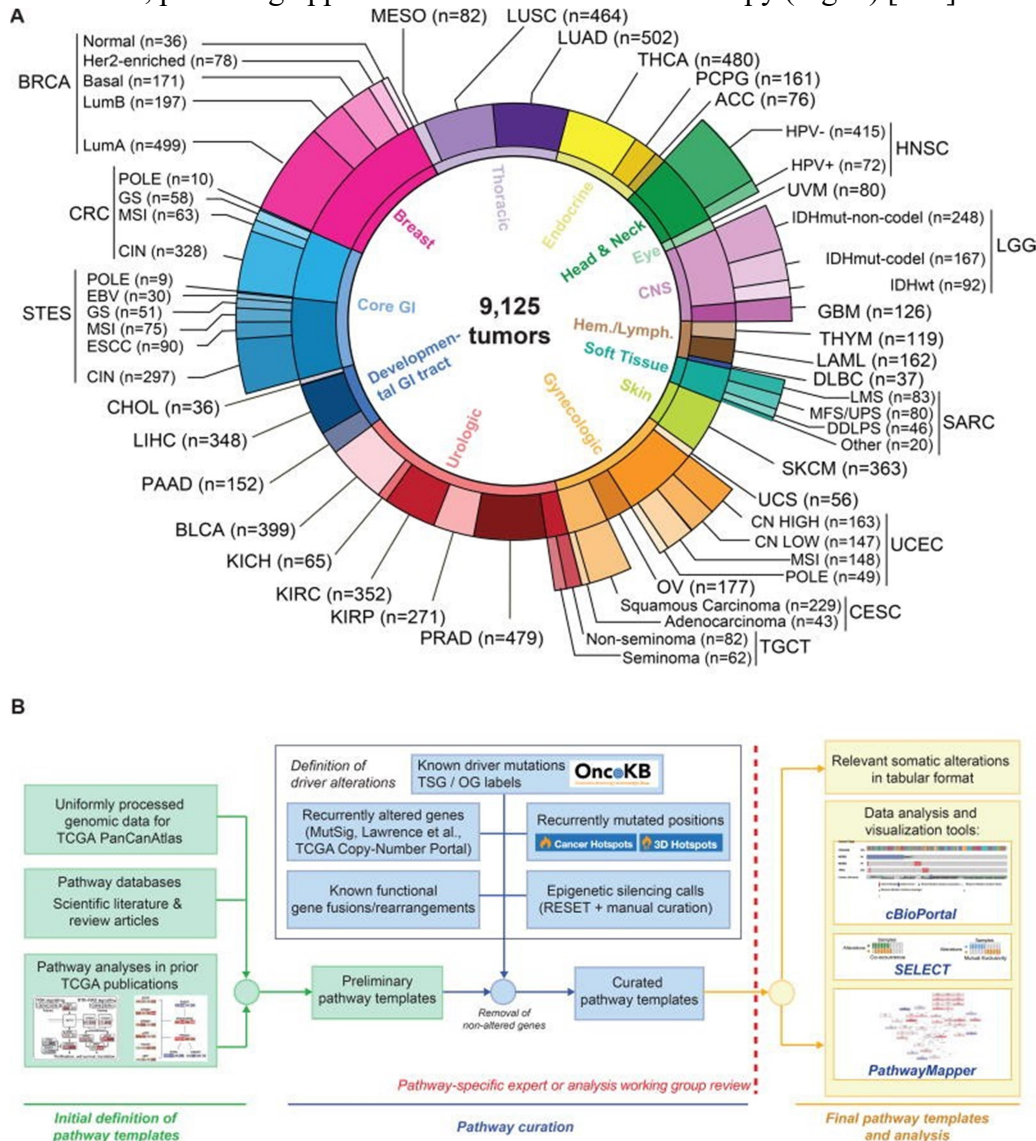 A
MESO (n=82)
LUSC (n=464)
LUAD (n=502)
THCA (n=480)
PCPG (n=161)
ACC (n=76)
BRCA
Normal (n=36)
Her2-enriched (n=78)
Basal (n=171)
LumB (n=197)
LumA (n=499)
HPV- (n=415)
HPV+ (n=72)
HNSC
UVM (n=80)
IDHmut-non-codel (n=248)
IDHmut-codel (n=167)
IDHwt (n=92)
LGG
GBM (n=126)
THYM (n=119)
LAML (n=162)
DLBC (n=37)
LMS (n=83)
MFS/UPS (n=80)
DDLPS (n=46)
Other (n=20)
SARC
SKCM (n=363)
UCS (n=56)
CN HIGH (n=163)
CN LOW (n=147)
MSI (n=148)
POLE (n=49)
UCEC
OV (n=177)
Squamous Carcinoma (n=229)
Adenocarcinoma (n=43)
CESC
Non-seminoma (n=82)
Seminoma (n=62)
TGCT
PRAD (n=479)
KIRP (n=271)
KIRC (n=352)
KICH (n=65)
BLCA (n=399)
PAAD (n=152)
LIHC (n=348)
CHOL (n=36)
CRC
POLE (n=10)
GS (n=58)
MSI (n=63)
CIN (n=328)
STES
POLE (n=9)
EBV (n=30)
GS (n=51)
MSI (n=75)
ESCC (n=90)
CIN (n=297)
Breast
Thoracic
Endocrine
Head & Neck
Eye
CNS
Hem./Lymph.
Soft Tissue
Skin
Gynecologic
Urologic
Developmen-
tal GI tract
Core GI
9,125
tumors
B
Uniformly processed
genomic data for
TCGA PanCanAtlas
Pathway databases
Scientific literature &
review articles
Pathway analyses in prior
TCGA publications
Definition of
driver alterations
Known driver mutations
TSG / OG labels
OncoKB
Recurrently altered genes
(MutSig, Lawrence et al.,
TCGA Copy-Number Portal)
Recurrently mutated positions
Cancer Hotspots
3D Hotspots
Known functional
gene fusions/rearrangements
Epigenetic silencing calls
(RESET + manual curation)
Preliminary
pathway templates
Removal of
non-altered genes
Curated
pathway templates
Pathway-specific expert or analysis working group review
Relevant somatic alterations
in tabular format
Data analysis and
visualization tools:
cBioPortal
Samples
Alterations
Co-occurrence
Samples
Alterations
Mutual Exclusivity
SELECT
PathwayMapper
Initial definition of
pathway templates
Pathway curation
Final pathway templates
and analysis